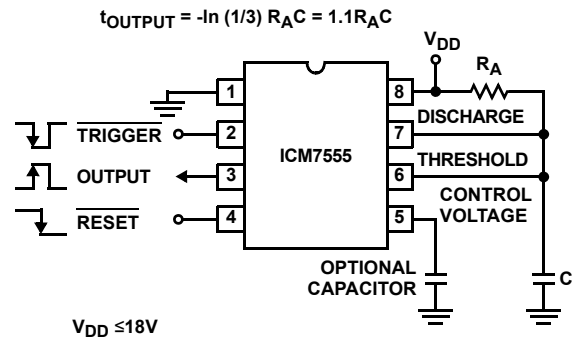 tOUTPUT = -ln (1/3) RAC = 1.1RAC
VDD
RA
1
8
DISCHARGE
TRIGGER
2
7
ICM7555
THRESHOLD
OUTPUT
3
6
CONTROL
VOLTAGE
RESET
4
5
OPTIONAL
CAPACITOR
C
VDD ≤18V